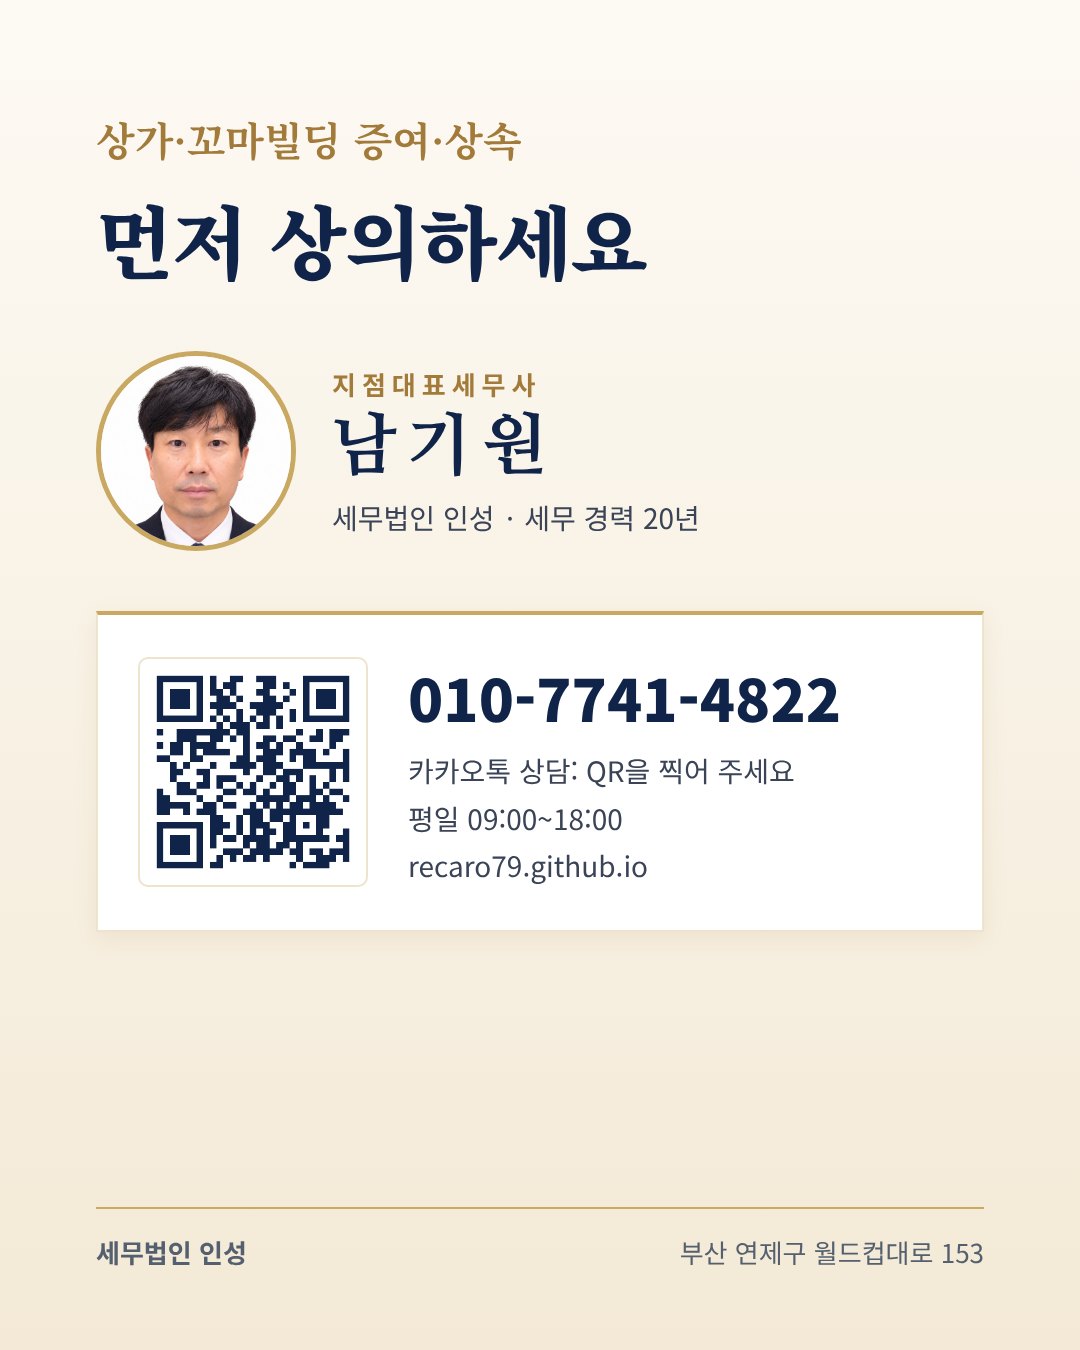 상가·꼬마빌딩 증여·상속
먼저 상의하세요
지점대표세무사
남기원
세무법인 인성 · 세무 경력 20년
010-7741-4822
카카오톡 상담: QR을 찍어 주세요
평일 09:00~18:00
recaro79.github.io
세무법인 인성
부산 연제구 월드컵대로 153